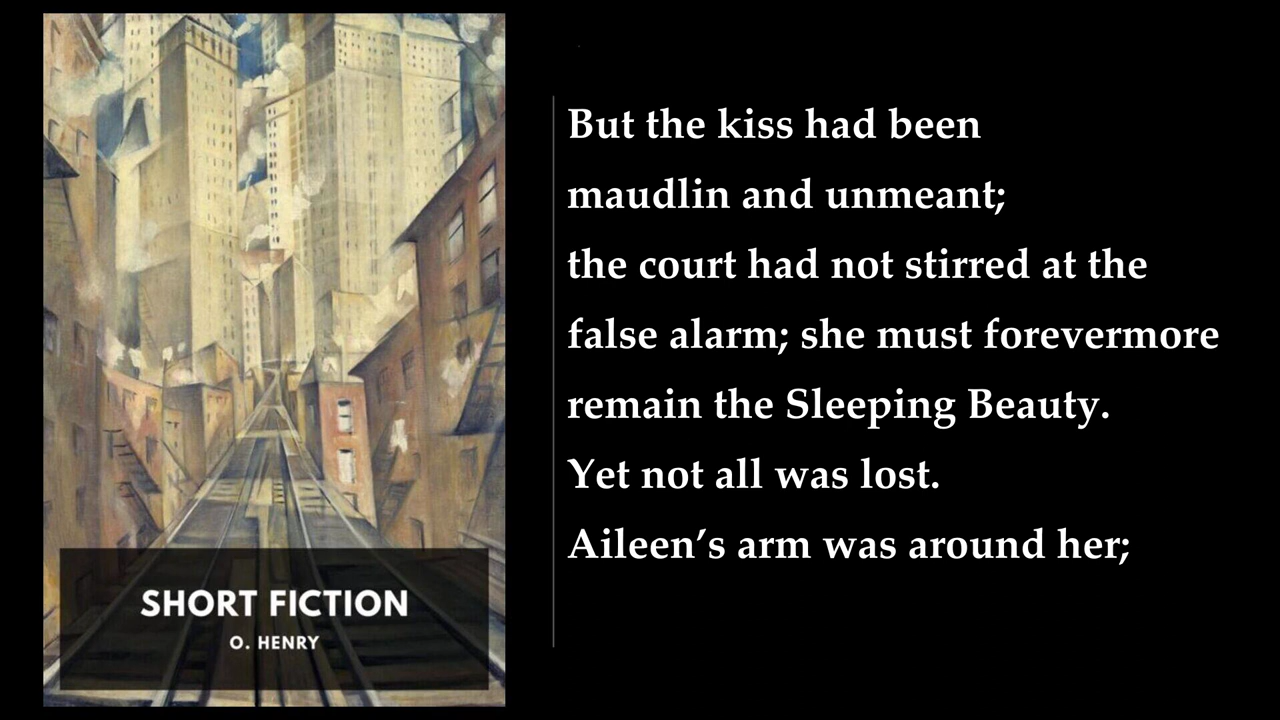 SHORT FICTION
O. HENRY
But the kiss had been
maudlin and unmeant;
the court had not stirred at the
false alarm; she must forevermore
remain the Sleeping Beauty.
Yet not all was lost.
Aileen’s arm was around her;